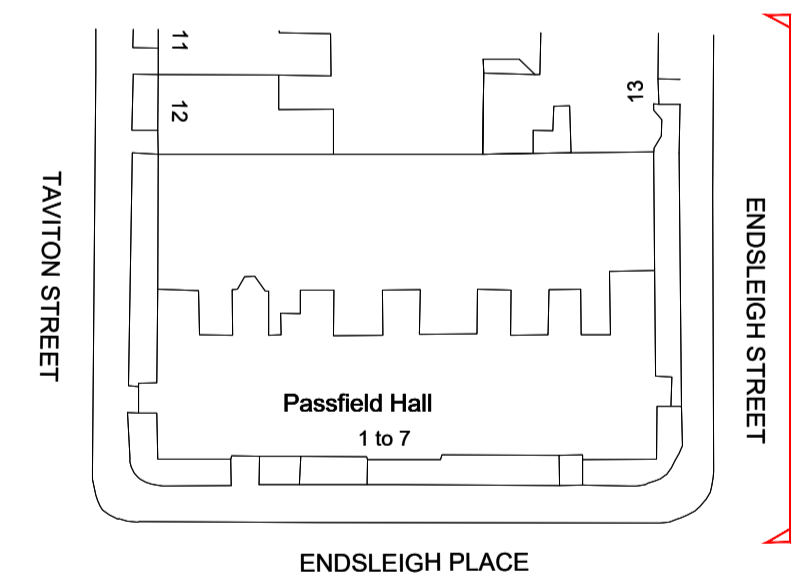 11
12
13
TAVITON STREET
ENDSLEIGH STREET
Passfield Hall
1 to 7
ENDSLEIGH PLACE